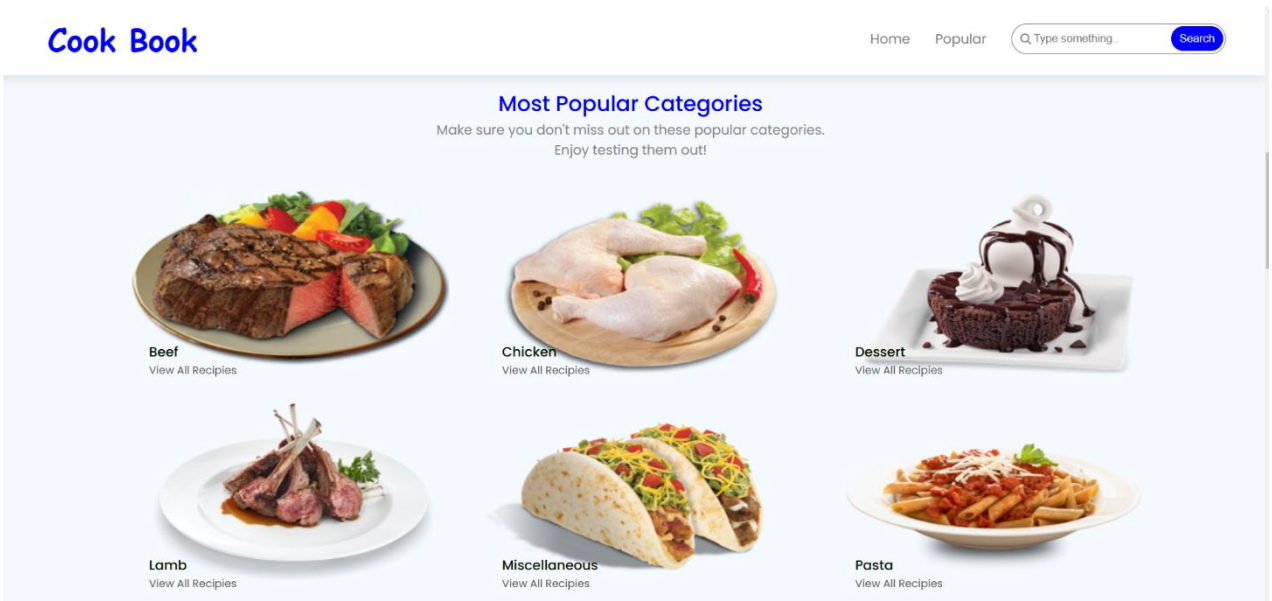 Cook Book
Home Popular Type something.. Search
Most Popular Categories
Make sure you don't miss out on these popular categories.
Enjoy testing them out!
Beef
View All Recipies
Chicken
View All Recipies
Dessert
View All Recipies
Lamb
View All Recipies
Miscellaneous
View All Recipies
Pasta
View All Recipies